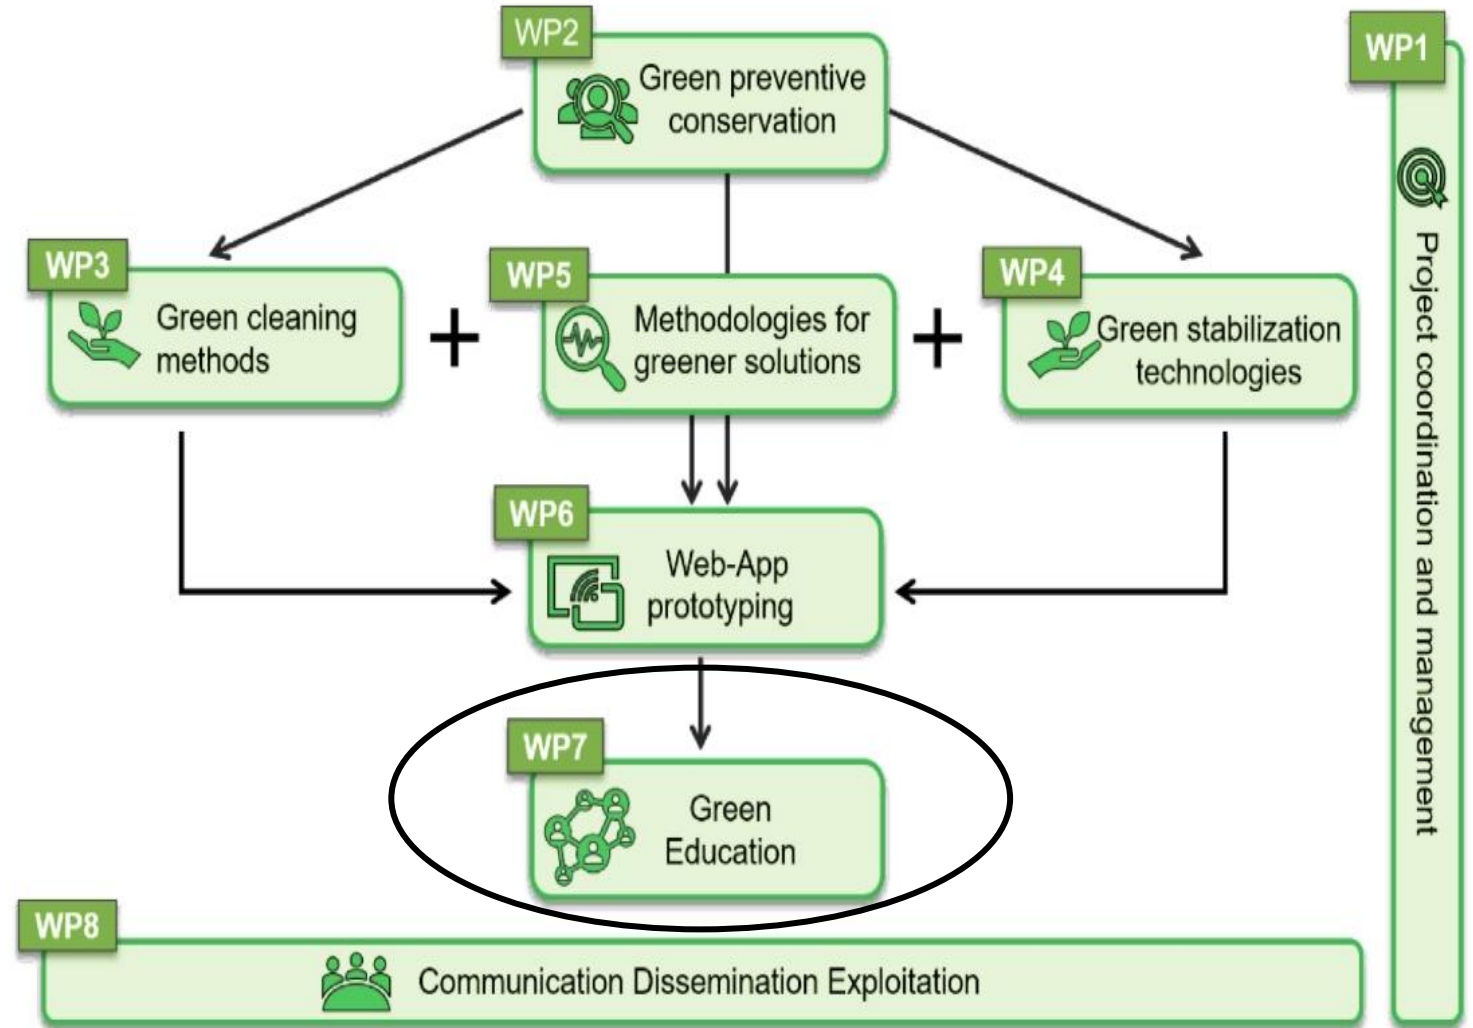 WP2
Green preventive
conservation
WP1
Project coordination and management
WP3
Green cleaning
methods
WP5
Methodologies for
greener solutions
WP4
Green stabilization
technologies
WP6
Web-App
prototyping
WP7
Green
Education
WP8
Communication Dissemination Exploitation